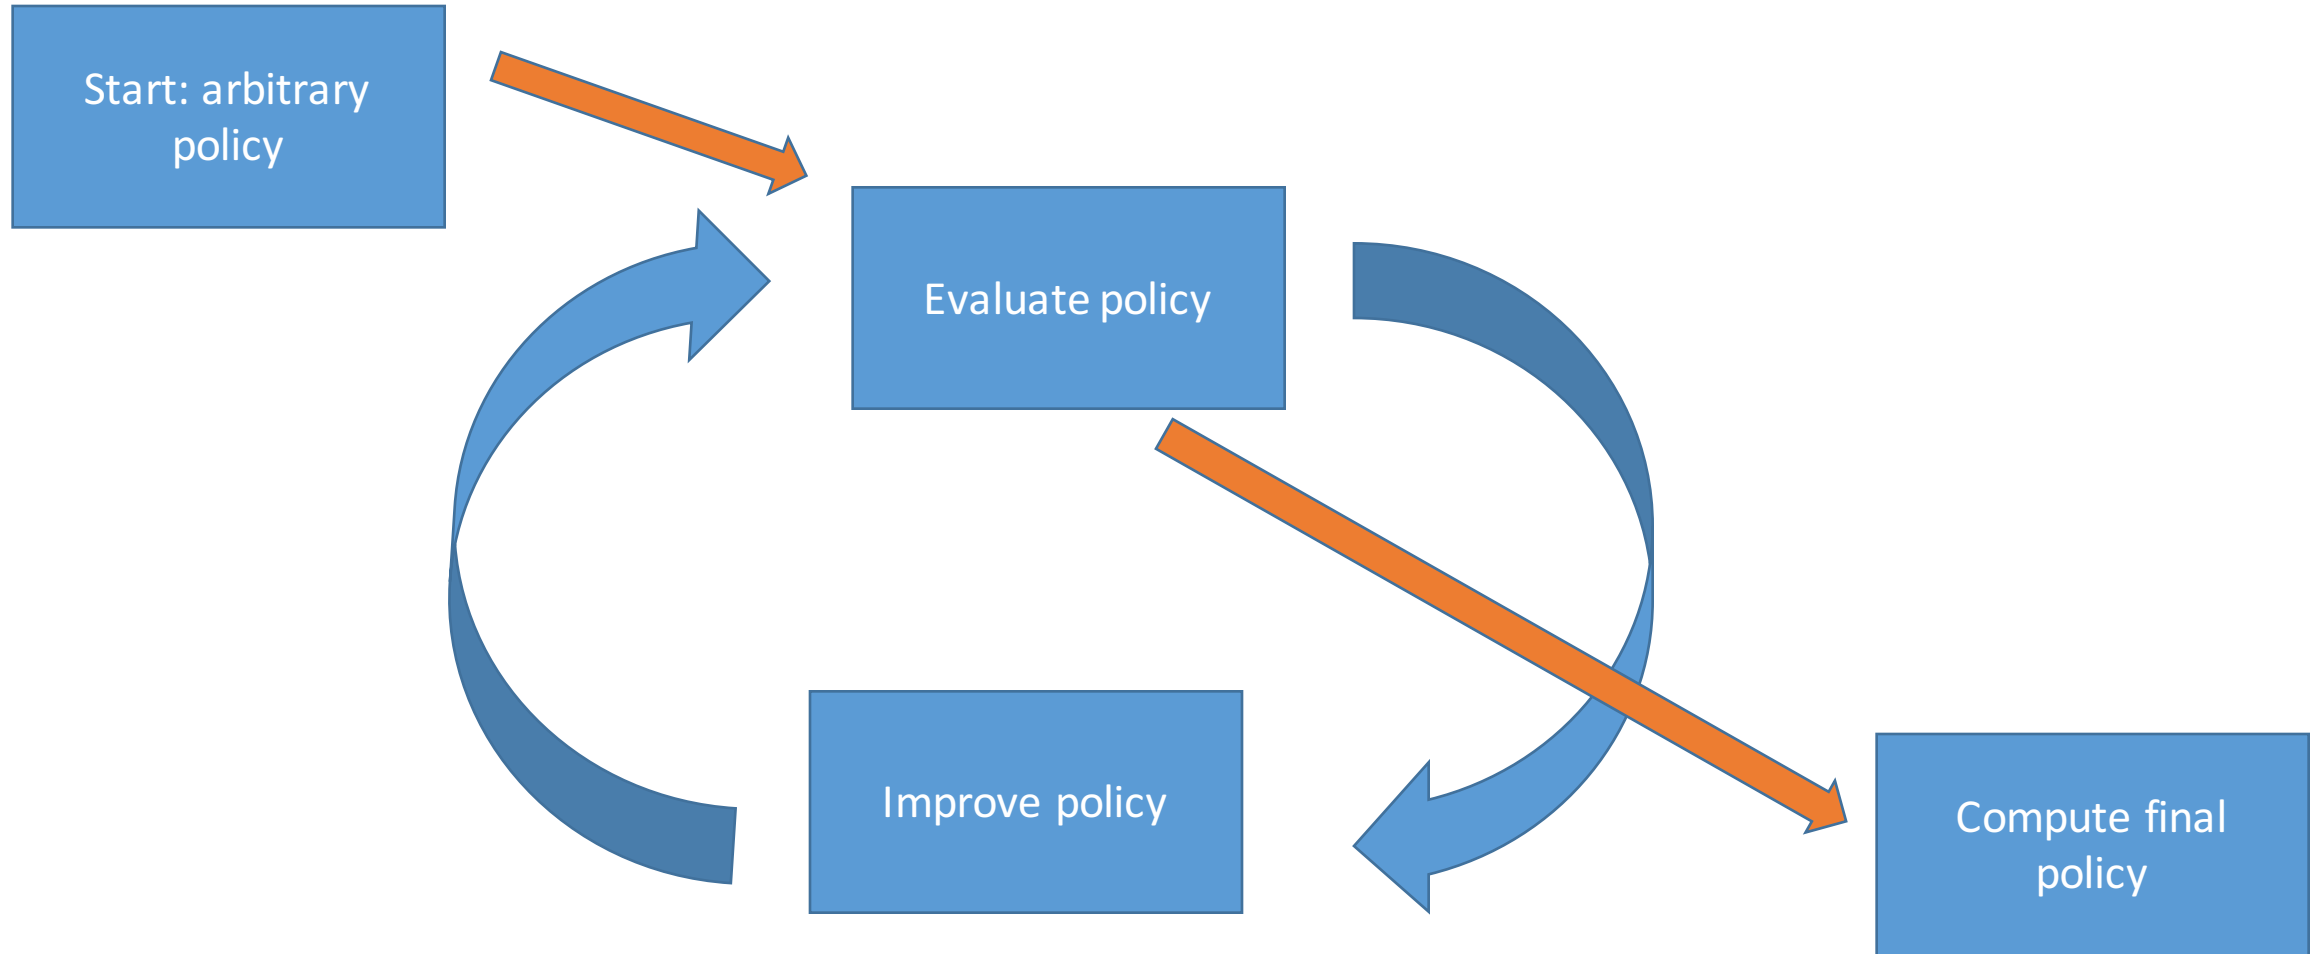 Start: arbitrary
policy
Evaluate policy
Improve policy
Compute final
policy